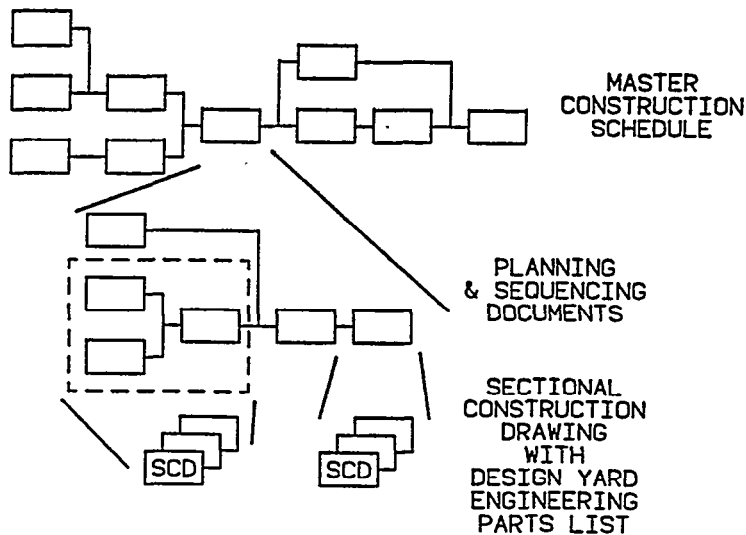 MASTER
CONSTRUCTION
SCHEDULE
PLANNING
& SEQUENCING
DOCUMENTS
SECTIONAL
CONSTRUCTION
DRAWING
WITH
DESIGN YARD
ENGINEERING
PARTS LIST
SCD
SCD